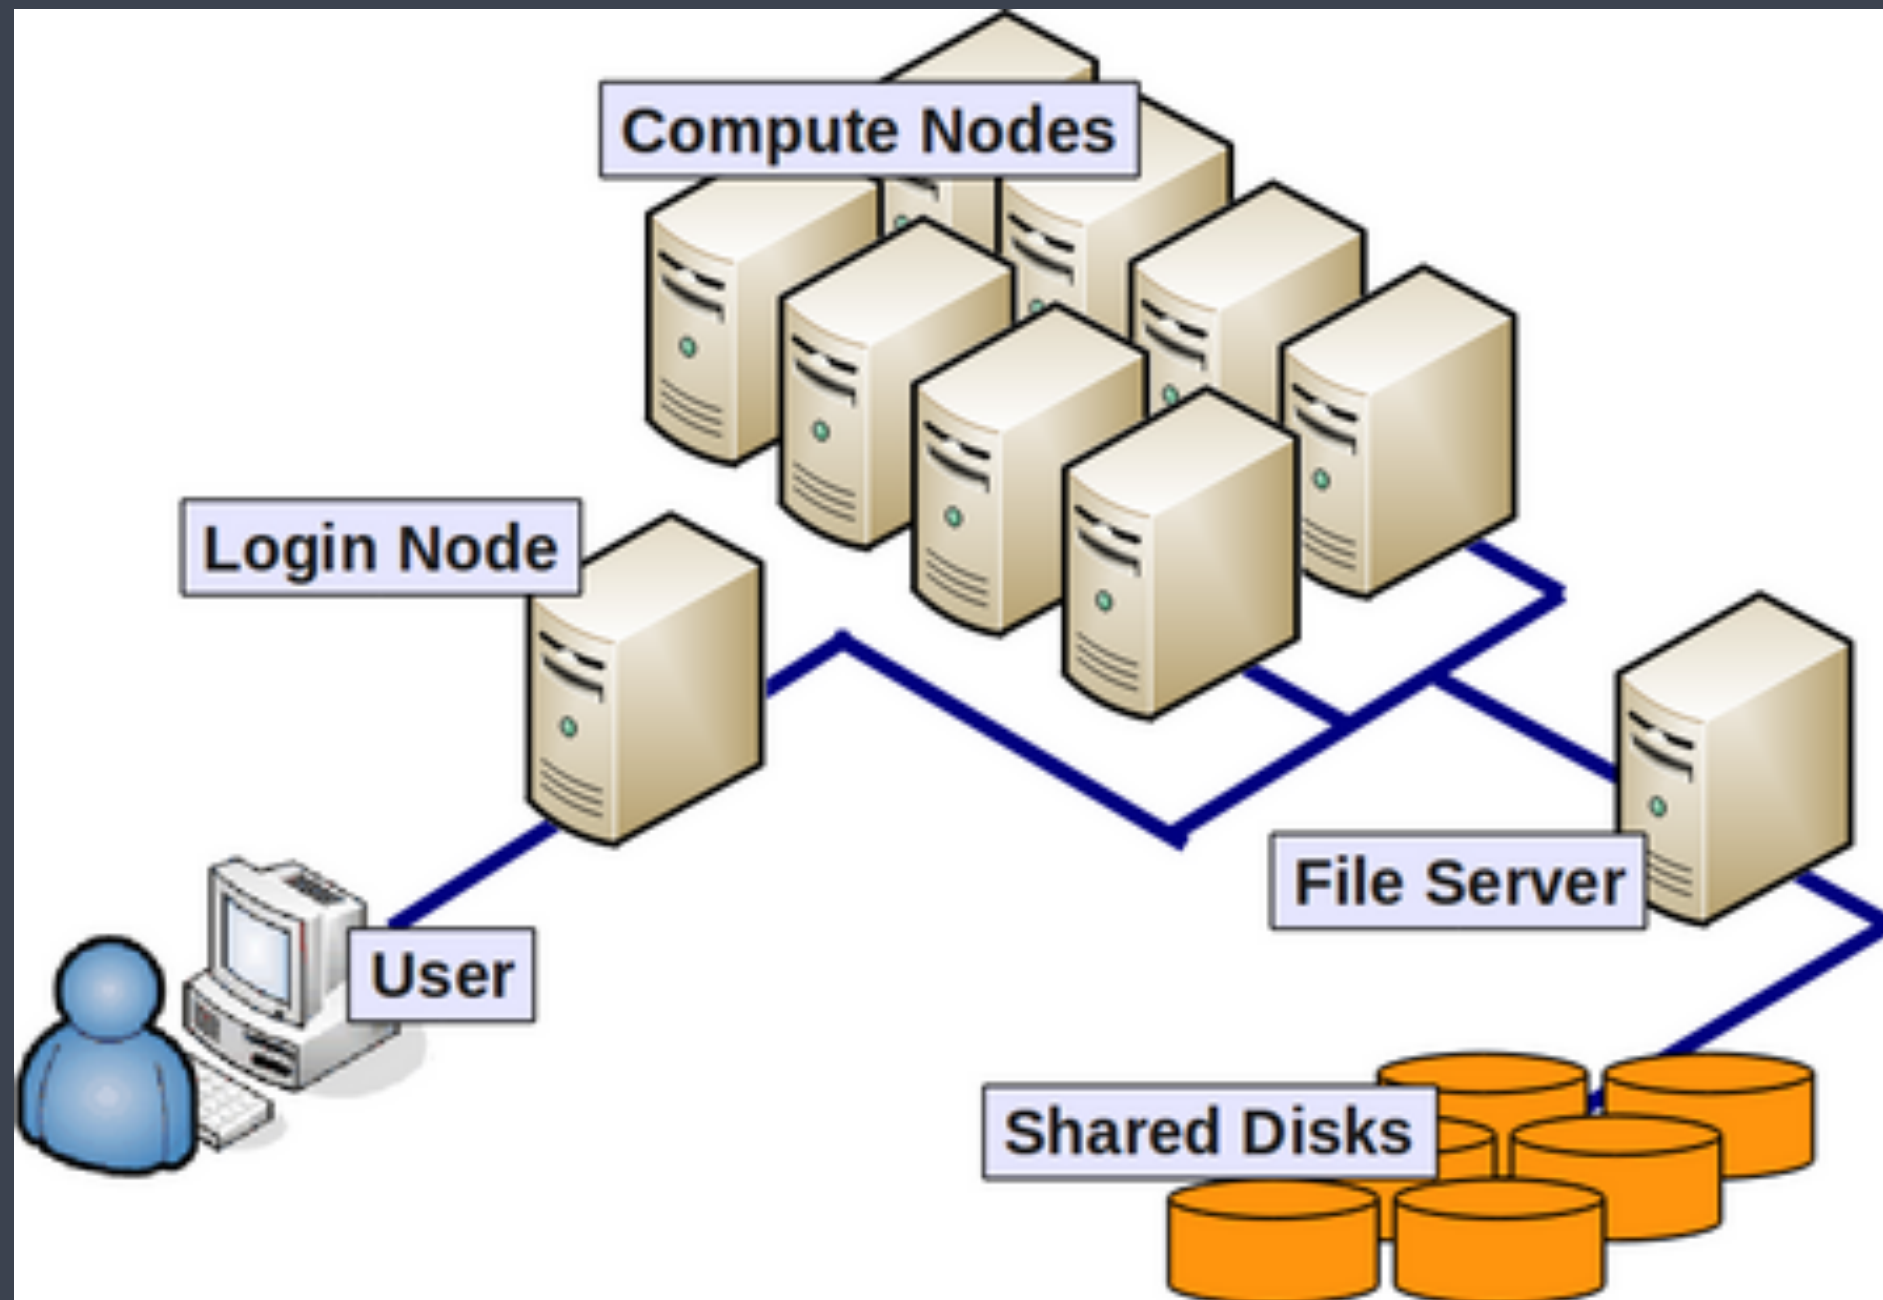 Compute Nodes
Login Node
File Server
User
Shared Disks